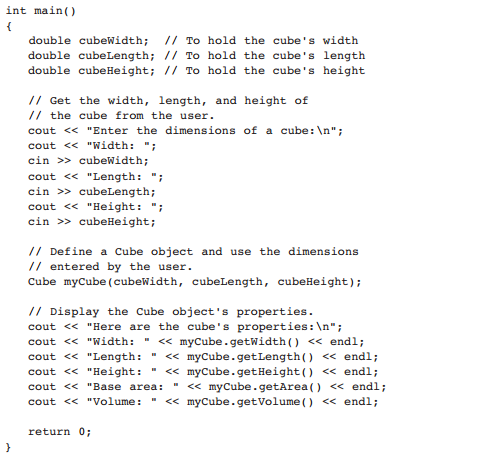 int main()
{
   double cubeWidth;  // To hold the cube's width
   double cubeLength; // To hold the cube's length
   double cubeHeight; // To hold the cube's height

   // Get the width, length, and height of
   // the cube from the user.
   cout << "Enter the dimensions of a cube:\n";
   cout << "Width: ";
   cin >> cubeWidth;
   cout << "Length: ";
   cin >> cubeLength;
   cout << "Height: ";
   cin >> cubeHeight;

   // Define a Cube object and use the dimensions
   // entered by the user.
   Cube myCube(cubeWidth, cubeLength, cubeHeight);

   // Display the Cube object's properties.
   cout << "Here are the cube's properties:\n";
   cout << "Width: " << myCube.getWidth() << endl;
   cout << "Length: " << myCube.getLength() << endl;
   cout << "Height: " << myCube.getHeight() << endl;
   cout << "Base area: " << myCube.getArea() << endl;
   cout << "Volume: " << myCube.getVolume() << endl;

   return 0;
}